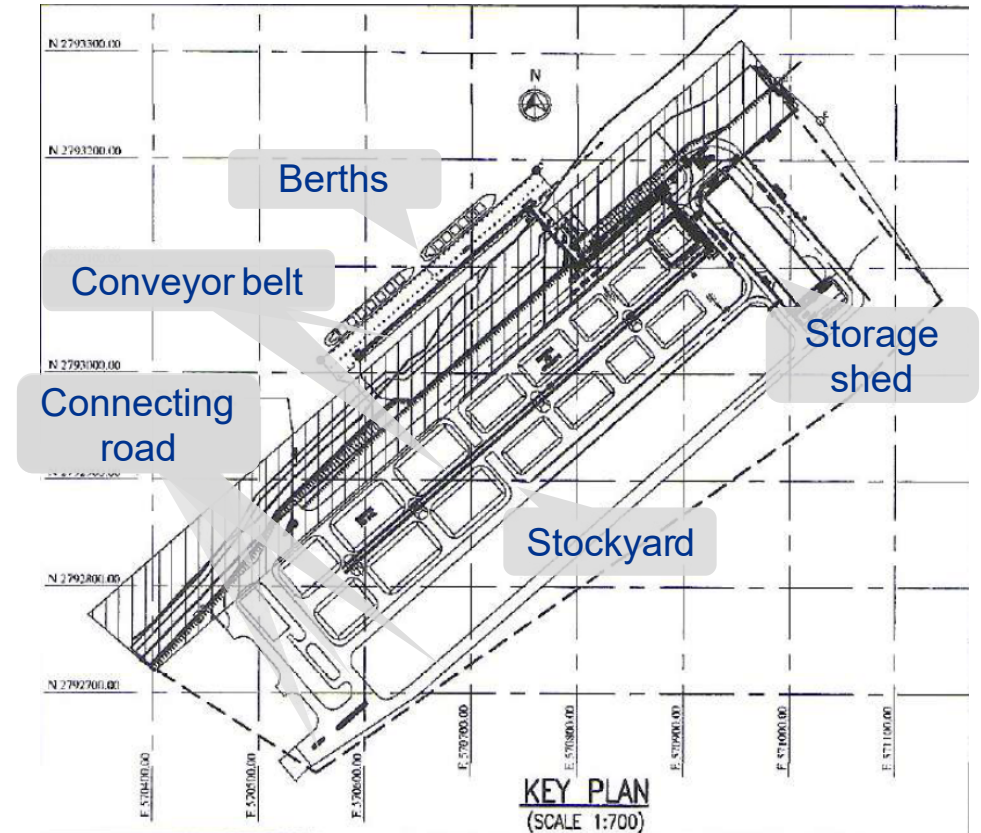 N 2793300.00
N
N 2793200.00
Berths
Conveyor belt
Storage
shed
N 2793000.00
Connecting
road
Stockyard
N 2792800.00
N 2792700.00
E 570400.00
E 570500.00
E 570600.00
E 570700.00
E 570800.00
E 570900.00
E 571000.00
E 571100.00
KEY PLAN
(SCALE 1:700)